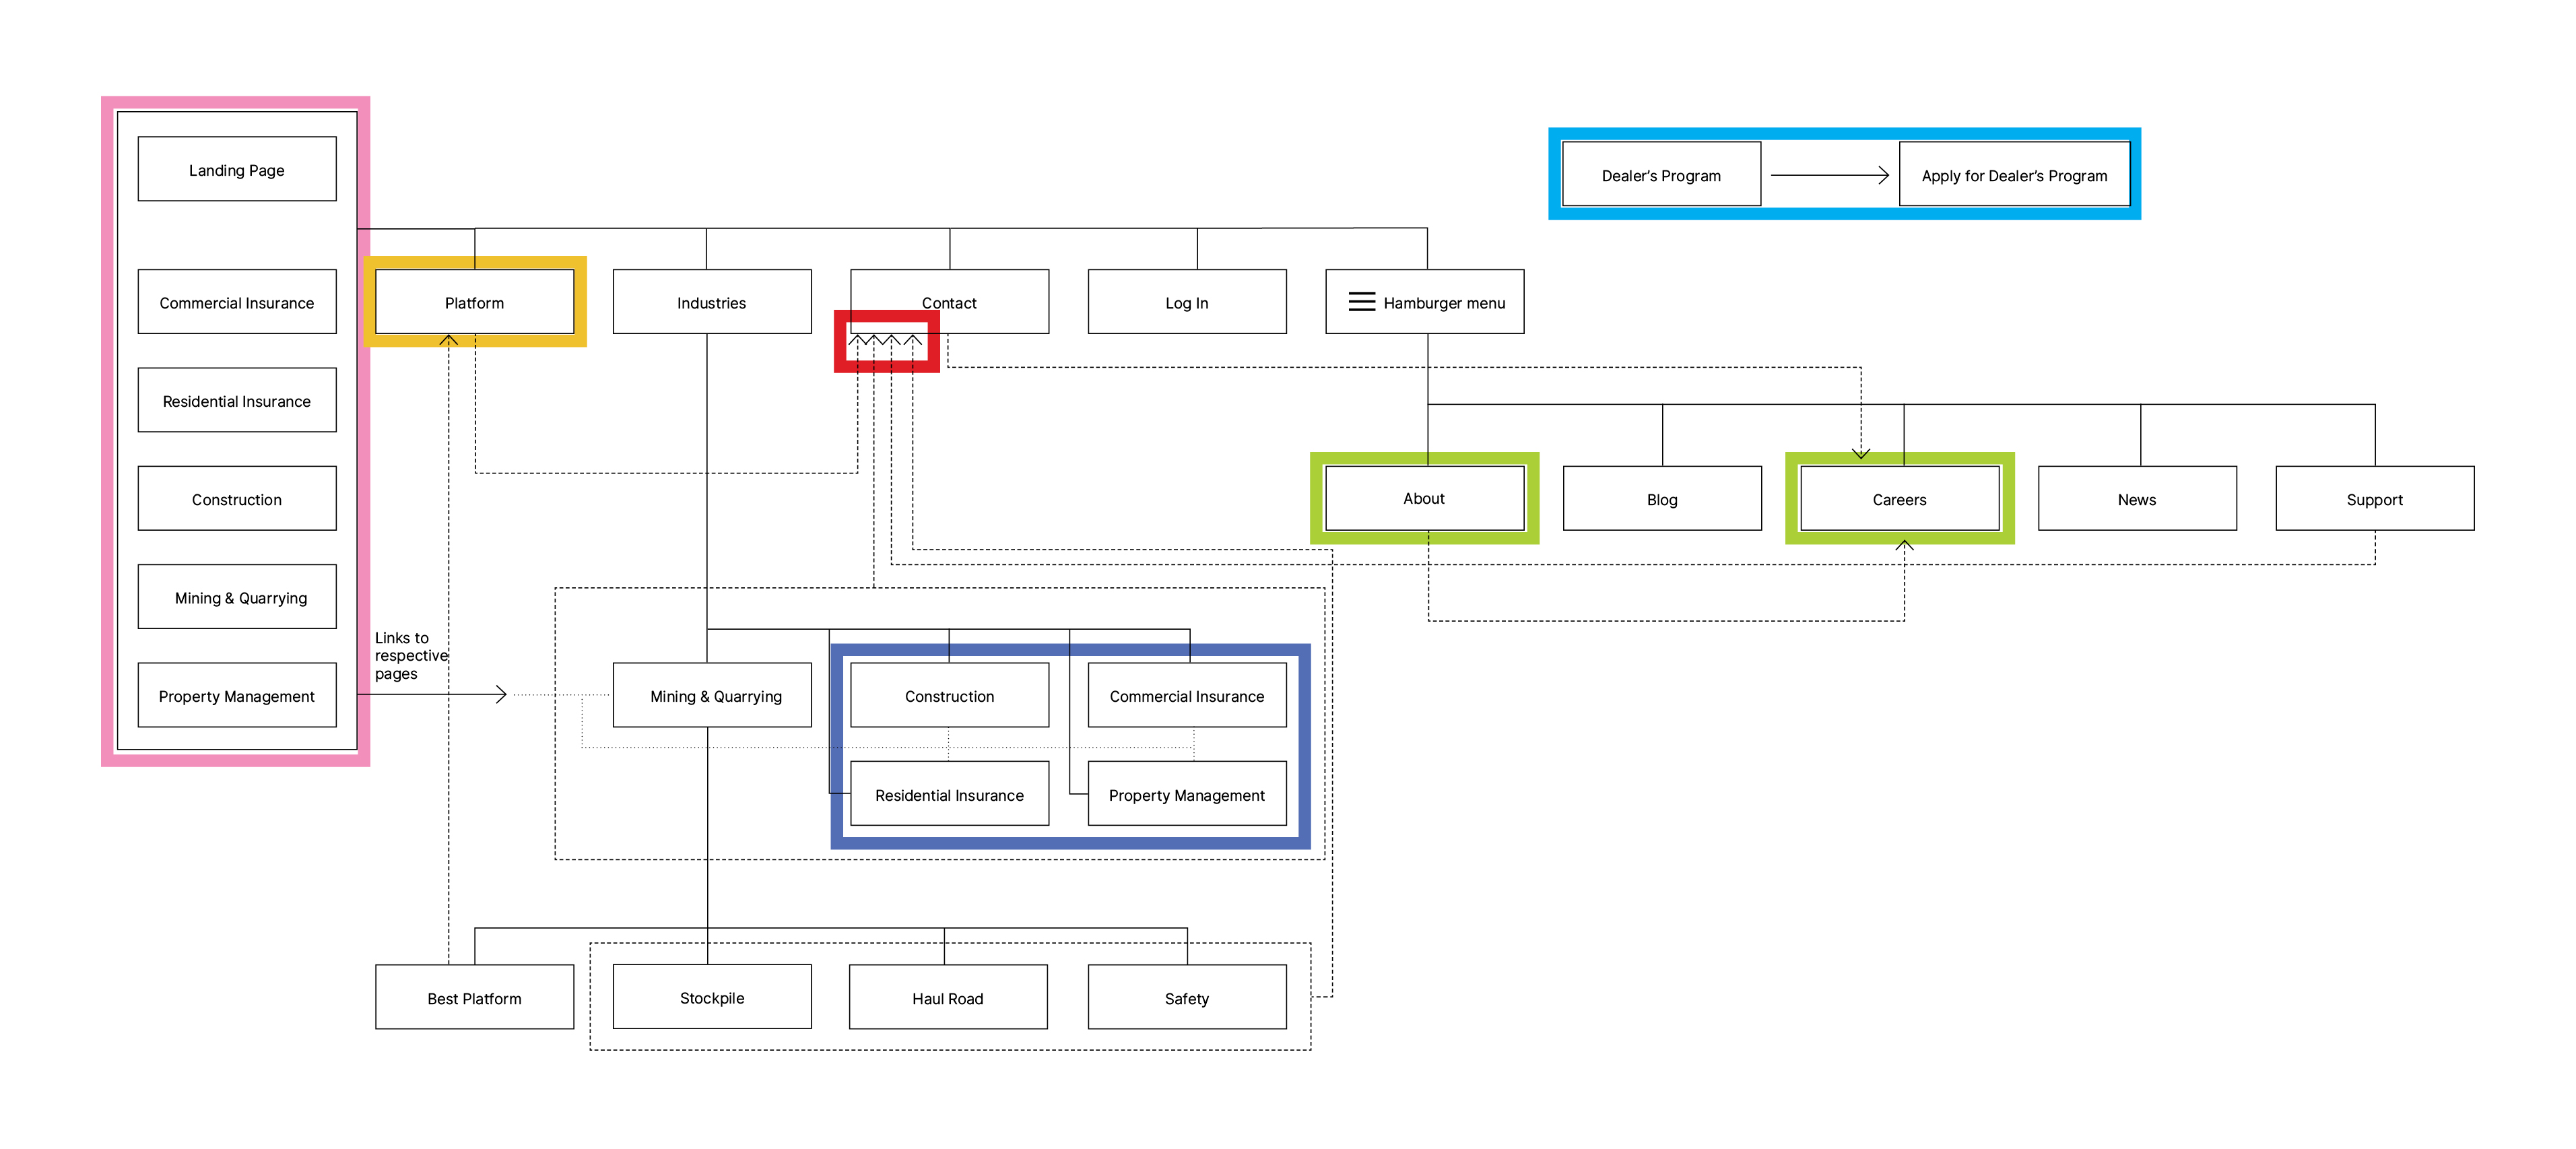 Landing Page
Dealer’s Program
Apply for Dealer’s Program
Commercial Insurance
Platform
Industries
Contact
Log In
Hamburger menu
Residential Insurance
Construction
About
Blog
Careers
News
Support
Mining & Quarrying
Links to
respective
pages
Property Management
Mining & Quarrying
Construction
Commercial Insurance
Residential Insurance
Property Management
Best Platform
Stockpile
Haul Road
Safety